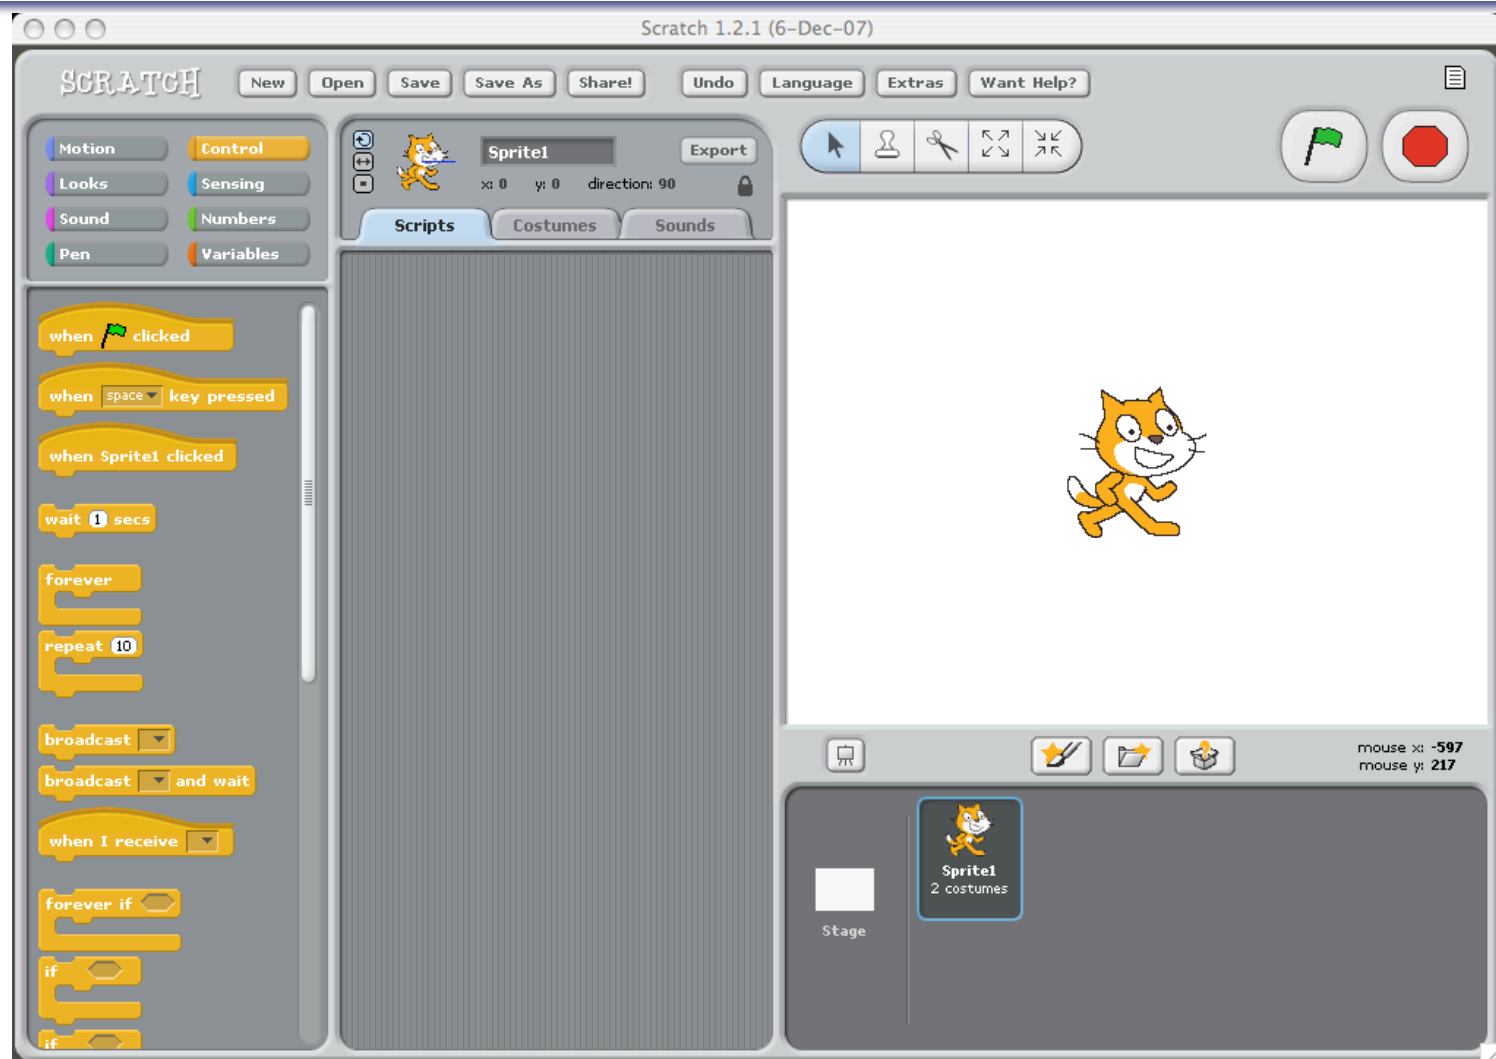 Scratch 1.2.1 (6-Dec-07)
SCRATCH New Open Save Save As Share! Undo Language Extras Want Help?
Motion Control
Looks Sensing
Sound Numbers
Pen Variables
Sprite1 Export
x: 0 y: 0 direction: 90
Scripts Costumes Sounds
when clicked
when space key pressed
when Sprite1 clicked
wait 1 secs
forever
repeat 10
broadcast
broadcast and wait
when I receive
forever if
if
if
mouse x: -597
mouse y: 217
Sprite1
2 costumes
Stage